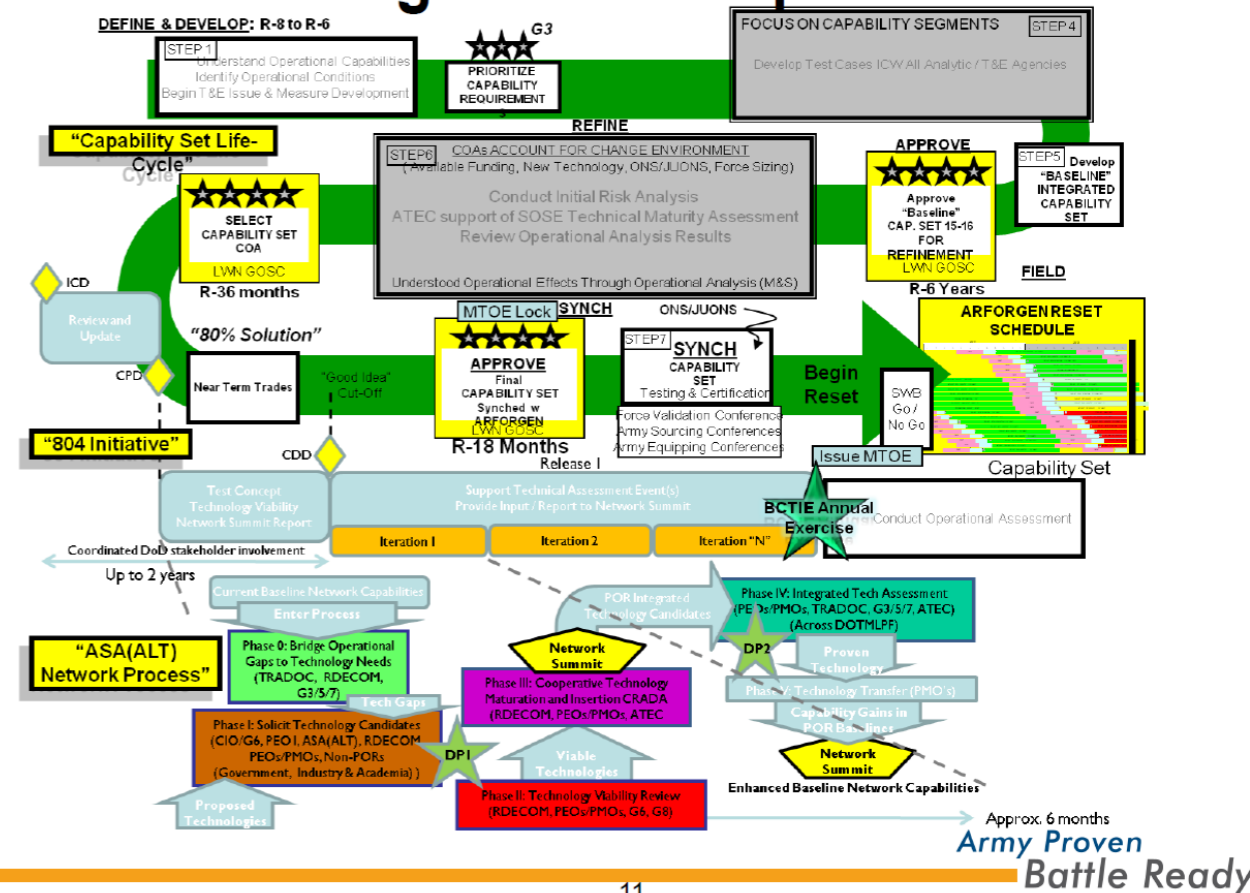 DEFINE & DEVELOP: R-8 to R-6
STEP 1
Understand Operational Capabilities
Identify Operational Conditions
Begin T&E Issue & Measure Development
G3
PRIORITIZE
CAPABILITY
REQUIREMENT
S
FOCUS ON CAPABILITY SEGMENTS
STEP 4
Develop Test Cases ICW All Analytic / T&E Agencies
“Capability Set Life-
Cycle”
REFINE
STEP6
COAs ACCOUNT FOR CHANGE ENVIRONMENT
( Available Funding, New Technology, ONS/JUONS, Force Sizing)
Conduct Initial Risk Analysis
ATEC support of SOSE Technical Maturity Assessment
Review Operational Analysis Results
Understood Operational Effects Through Operational Analysis (M&S)
APPROVE
Approve
“Baseline”
CAP. SET 15-16
FOR
REFINEMENT
LWN GOSC
R-6 Years
STEP5
Develop
“BASELINE”
INTEGRATED
CAPABILITY
SET
SELECT
CAPABILITY SET
COA
LWN GOSC
R-36 months
ICD
Review and
Update
CPD
“80% Solution”
Near Term Trades
“Good Idea”
Cut-Off
MTOE Lock
SYNCH
APPROVE
Final
CAPABILITY SET
Synched w
ARFORGEN
LWN GOSC
R-18 Months
ONS/JUONS
STEP7
SYNCH
CAPABILITY
SET
Testing & Certification
Force Validation Conference
Army Sourcing Conferences
Army Equipping Conferences
Begin
Reset
FIELD
ARFORGEN RESET
SCHEDULE
SWB
Go /
No Go
Issue MTOE
Capability Set
“804 Initiative”
CDD
Release I
Test Concept
Technology Viability
Network Summit Report
Support Technical Assessment Event(s)
Provide Input / Report to Network Summit
BCTIE Annual
Exercise
Conduct Operational Assessment
Iteration 1
Iteration 2
Iteration “N”
Coordinated DoD stakeholder involvement
Up to 2 years
Current Baseline Network Capabilities
Enter Process
“ASA(ALT)
Network Process”
Phase 0: Bridge Operational
Gaps to Technology Needs
(TRADOC, RDECOM,
G3/5/7)
Tech Gaps
Phase I: Solicit Technology Candidates
(CIO/G6, PEO I, ASA(ALT), RDECOM
PEOs/PMOs, Non-PORs
(Government, Industry & Academia) )
DP1
Proposed
Technologies
Phase II: Technology Viability Review
(RDECOM, PEOs/PMOs, G6, G8)
Viable
Technologies
Phase III: Cooperative Technology
Maturation and Insertion CRADA
(RDECOM, PEOs/PMOs, ATEC
Network
Summit
POR Integrated
Technology Candidates
Phase IV: Integrated Tech Assessment
(PEOs/PMOs, TRADOC, G3/5/7, ATEC)
(Across DOTMLPF)
DP2
Proven
Technology
Phase V: Technology Transfer (PMO’s)
Capability Gains in
POR Baselines
Network
Summit
Enhanced Baseline Network Capabilities
Approx. 6 months
Army Proven
Battle Ready
11